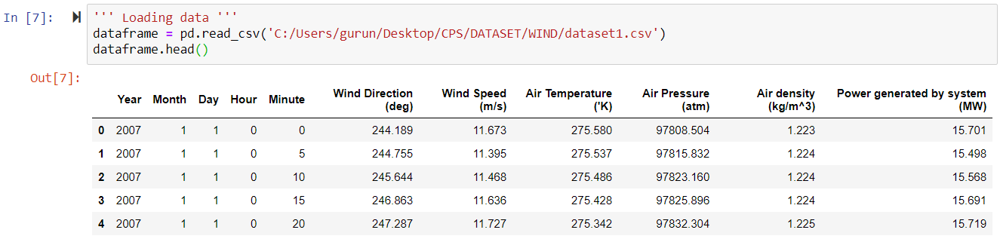 In [7]:
''' Loading data '''
dataframe = pd.read_csv('C:/Users/gurun/Desktop/CPS/DATASET/WIND/dataset1.csv')
dataframe.head()
Out[7]:
Year Month Day Hour Minute Wind Direction (deg) Wind Speed (m/s) Air Temperature ('K) Air Pressure (atm) Air density (kg/m^3) Power generated by system (MW)
0 2007 1 1 0 0 244.189 11.673 275.580 97808.504 1.223 15.701
1 2007 1 1 0 5 244.755 11.395 275.537 97815.832 1.224 15.498
2 2007 1 1 0 10 245.644 11.468 275.486 97823.160 1.224 15.568
3 2007 1 1 0 15 246.863 11.636 275.428 97825.896 1.224 15.691
4 2007 1 1 0 20 247.287 11.727 275.342 97832.304 1.225 15.719